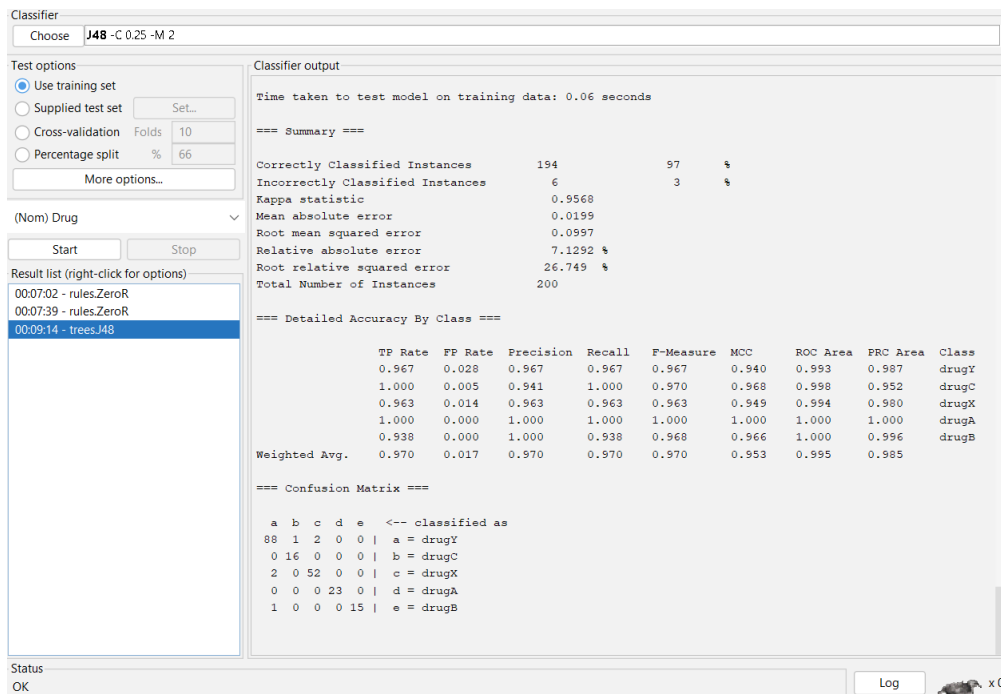 Classifier
Choose J48 -C 0.25 -M 2
Test options
Use training set
Supplied test set Set...
Cross-validation Folds 10
Percentage split % 66
More options...
(Nom) Drug
Start Stop
Result list (right-click for options)
00:07:02 - rules.ZeroR
00:07:39 - rules.ZeroR
00:09:14 - trees.J48
Classifier output
Time taken to test model on training data: 0.06 seconds
=== Summary ===
Correctly Classified Instances 194 97 %
Incorrectly Classified Instances 6 3 %
Kappa statistic 0.9568
Mean absolute error 0.0199
Root mean squared error 0.0997
Relative absolute error 7.1292 %
Root relative squared error 26.749 %
Total Number of Instances 200
=== Detailed Accuracy By Class ===
TP Rate FP Rate Precision Recall F-Measure MCC ROC Area PRC Area Class
0.967 0.028 0.967 0.967 0.967 0.940 0.993 0.987 drugY
1.000 0.005 0.941 1.000 0.970 0.968 0.998 0.952 drugC
0.963 0.014 0.963 0.963 0.963 0.949 0.994 0.980 drugX
1.000 0.000 1.000 1.000 1.000 1.000 1.000 1.000 drugA
0.938 0.000 1.000 0.938 0.968 0.966 1.000 0.996 drugB
Weighted Avg. 0.970 0.017 0.970 0.970 0.970 0.953 0.995 0.985
=== Confusion Matrix ===
a b c d e <-- classified as
88 1 2 0 0 | a = drugY
0 16 0 0 0 | b = drugC
2 0 52 0 0 | c = drugX
0 0 0 23 0 | d = drugA
1 0 0 0 15 | e = drugB
Status
OK
Log x 0